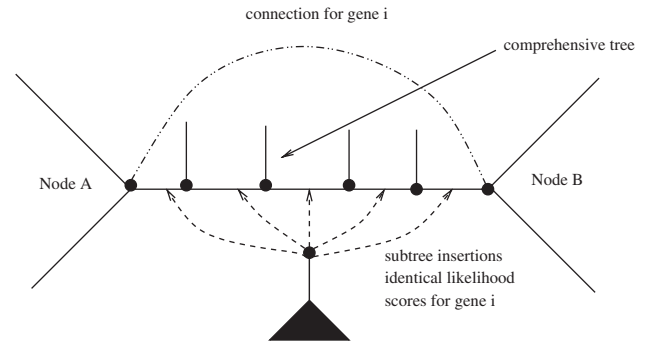 connection for gene i
comprehensive tree
Node A
Node B
subtree insertions
identical likelihood
scores for gene i